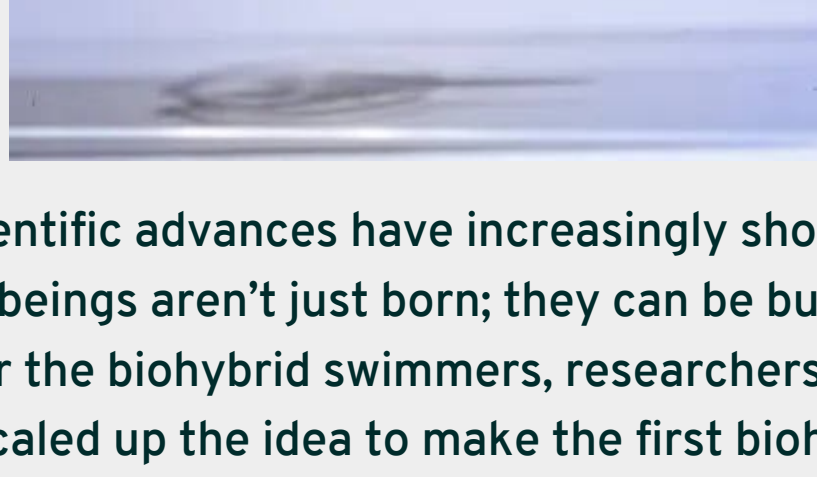 entific advances have increasingly sho
beings aren’t just born; they can be bu
r the biohybrid swimmers, researchers
caled up the idea to make the first bioh